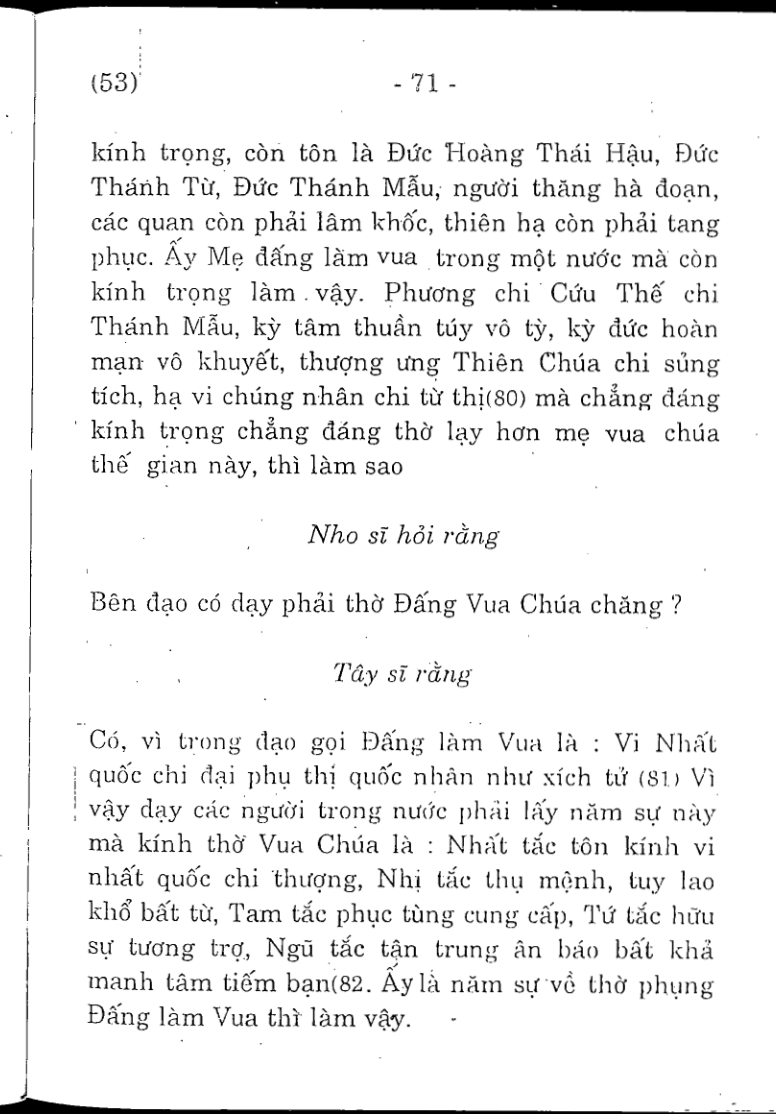 (53) - 71 -
kính trọng, còn tôn là Đức Hoàng Thái Hậu, Đức
Thánh Từ, Đức Thánh Mẫu, người thăng hà đoạn,
các quan còn phải lâm khốc, thiên hạ còn phải tang
phục. Ấy Mẹ đấng làm vua trong một nước mà còn
kính trọng làm vậy. Phương chi Cứu Thế chi
Thánh Mẫu, kỳ tâm thuần túy vô tỳ, kỳ đức hoàn
mạn vô khuyết, thượng ưng Thiên Chúa chi sủng
tích, hạ vi chúng nhân chi từ thị(80) mà chẳng đáng
kính trọng chẳng đáng thờ lạy hơn mẹ vua chúa
thế gian này, thì làm sao
Nho sĩ hỏi rằng
Bên đạo có dạy phải thờ Đấng Vua Chúa chăng ?
Tây sĩ rằng
Có, vì trong đạo gọi Đấng làm Vua là : Vi Nhất
quốc chi đại phụ thị quốc nhân như xích tử (81) Vì
vậy dạy các người trong nước phải lấy năm sự này
mà kính thờ Vua Chúa là : Nhất tắc tôn kính vi
nhất quốc chi thượng, Nhị tắc thụ mệnh, tuy lao
khổ bất từ, Tam tắc phục tùng cung cấp, Tứ tắc hữu
sự tương trợ, Ngũ tắc tận trung ân báo bất khả
manh tâm tiếm bạn(82. Ấy là năm sự về thờ phụng
Đấng làm Vua thì làm vậy.